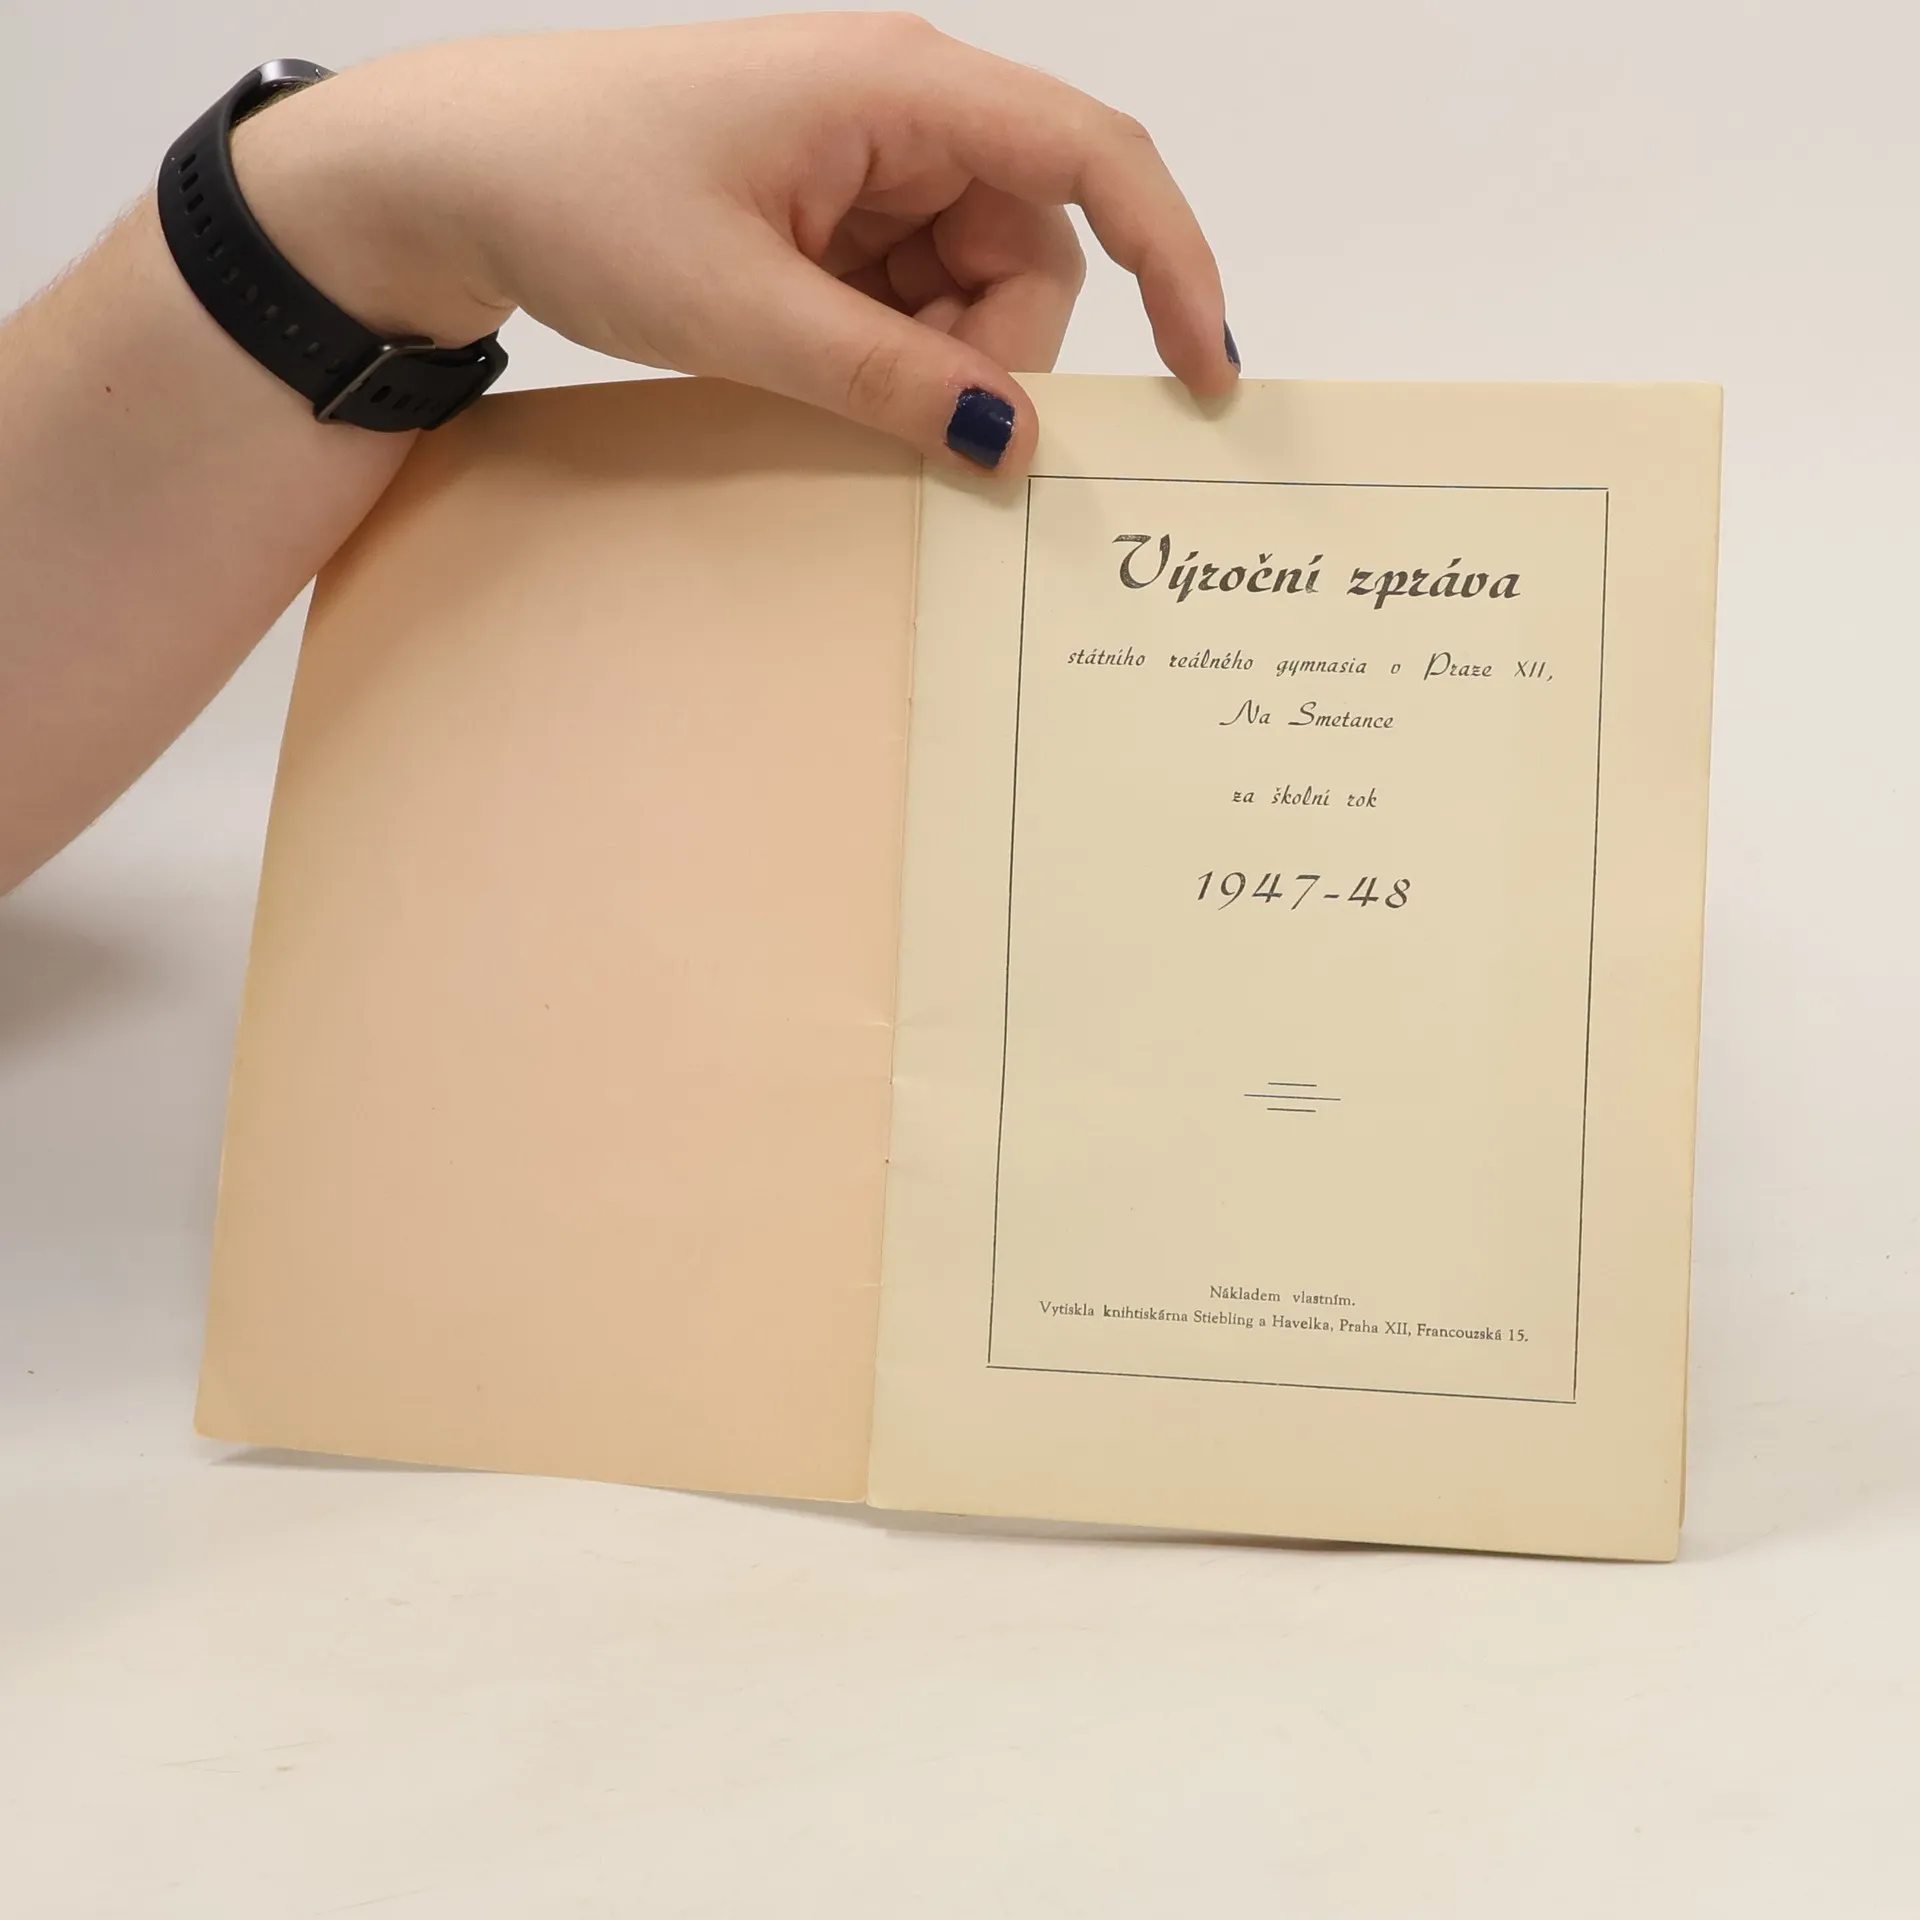 Výroční zpráva
státního reálného gymnasia v Praze XII,
Na Smetance
za školní rok
1947-48
Nákladem vlastním.
Vytiskla knihtiskárna Stiebling a Havelka, Praha XII, Francouzská 15.